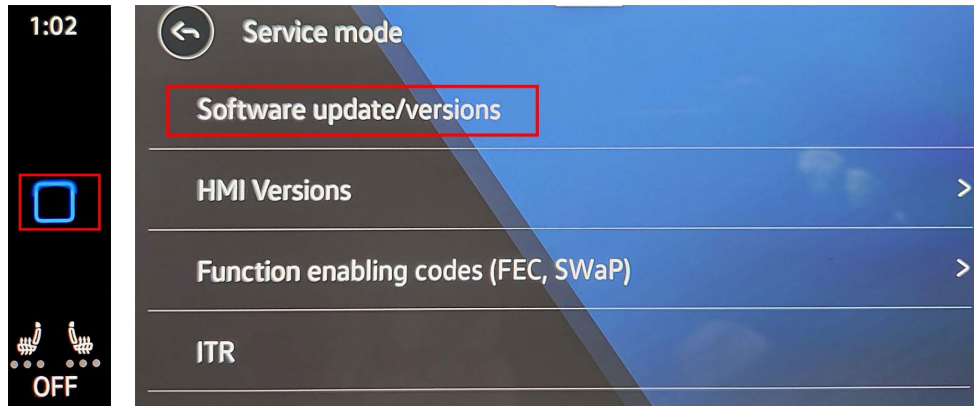 1:02
OFF
Service mode
Software update/versions
HMI Versions
Function enabling codes (FEC, SWaP)
ITR